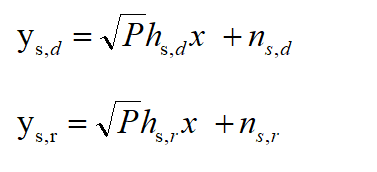 y_{s,d} = √P h_{s,d} x + n_{s,d}
y_{s,r} = √P h_{s,r} x + n_{s,r}